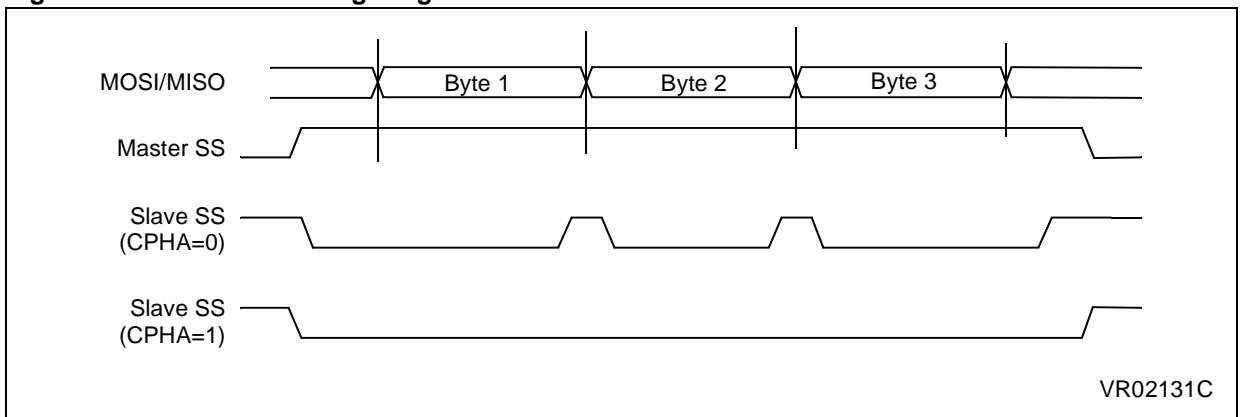 MOSI/MISO
Byte 1
Byte 2
Byte 3
Master SS
Slave SS
(CPHA=0)
Slave SS
(CPHA=1)
VR02131C